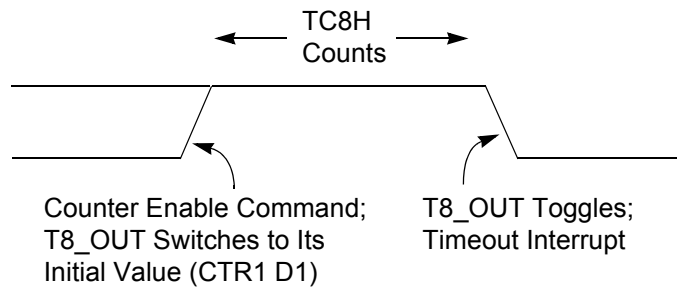 TC8H
Counts
Counter Enable Command;
T8_OUT Switches to Its
Initial Value (CTR1 D1)
T8_OUT Toggles;
Timeout Interrupt